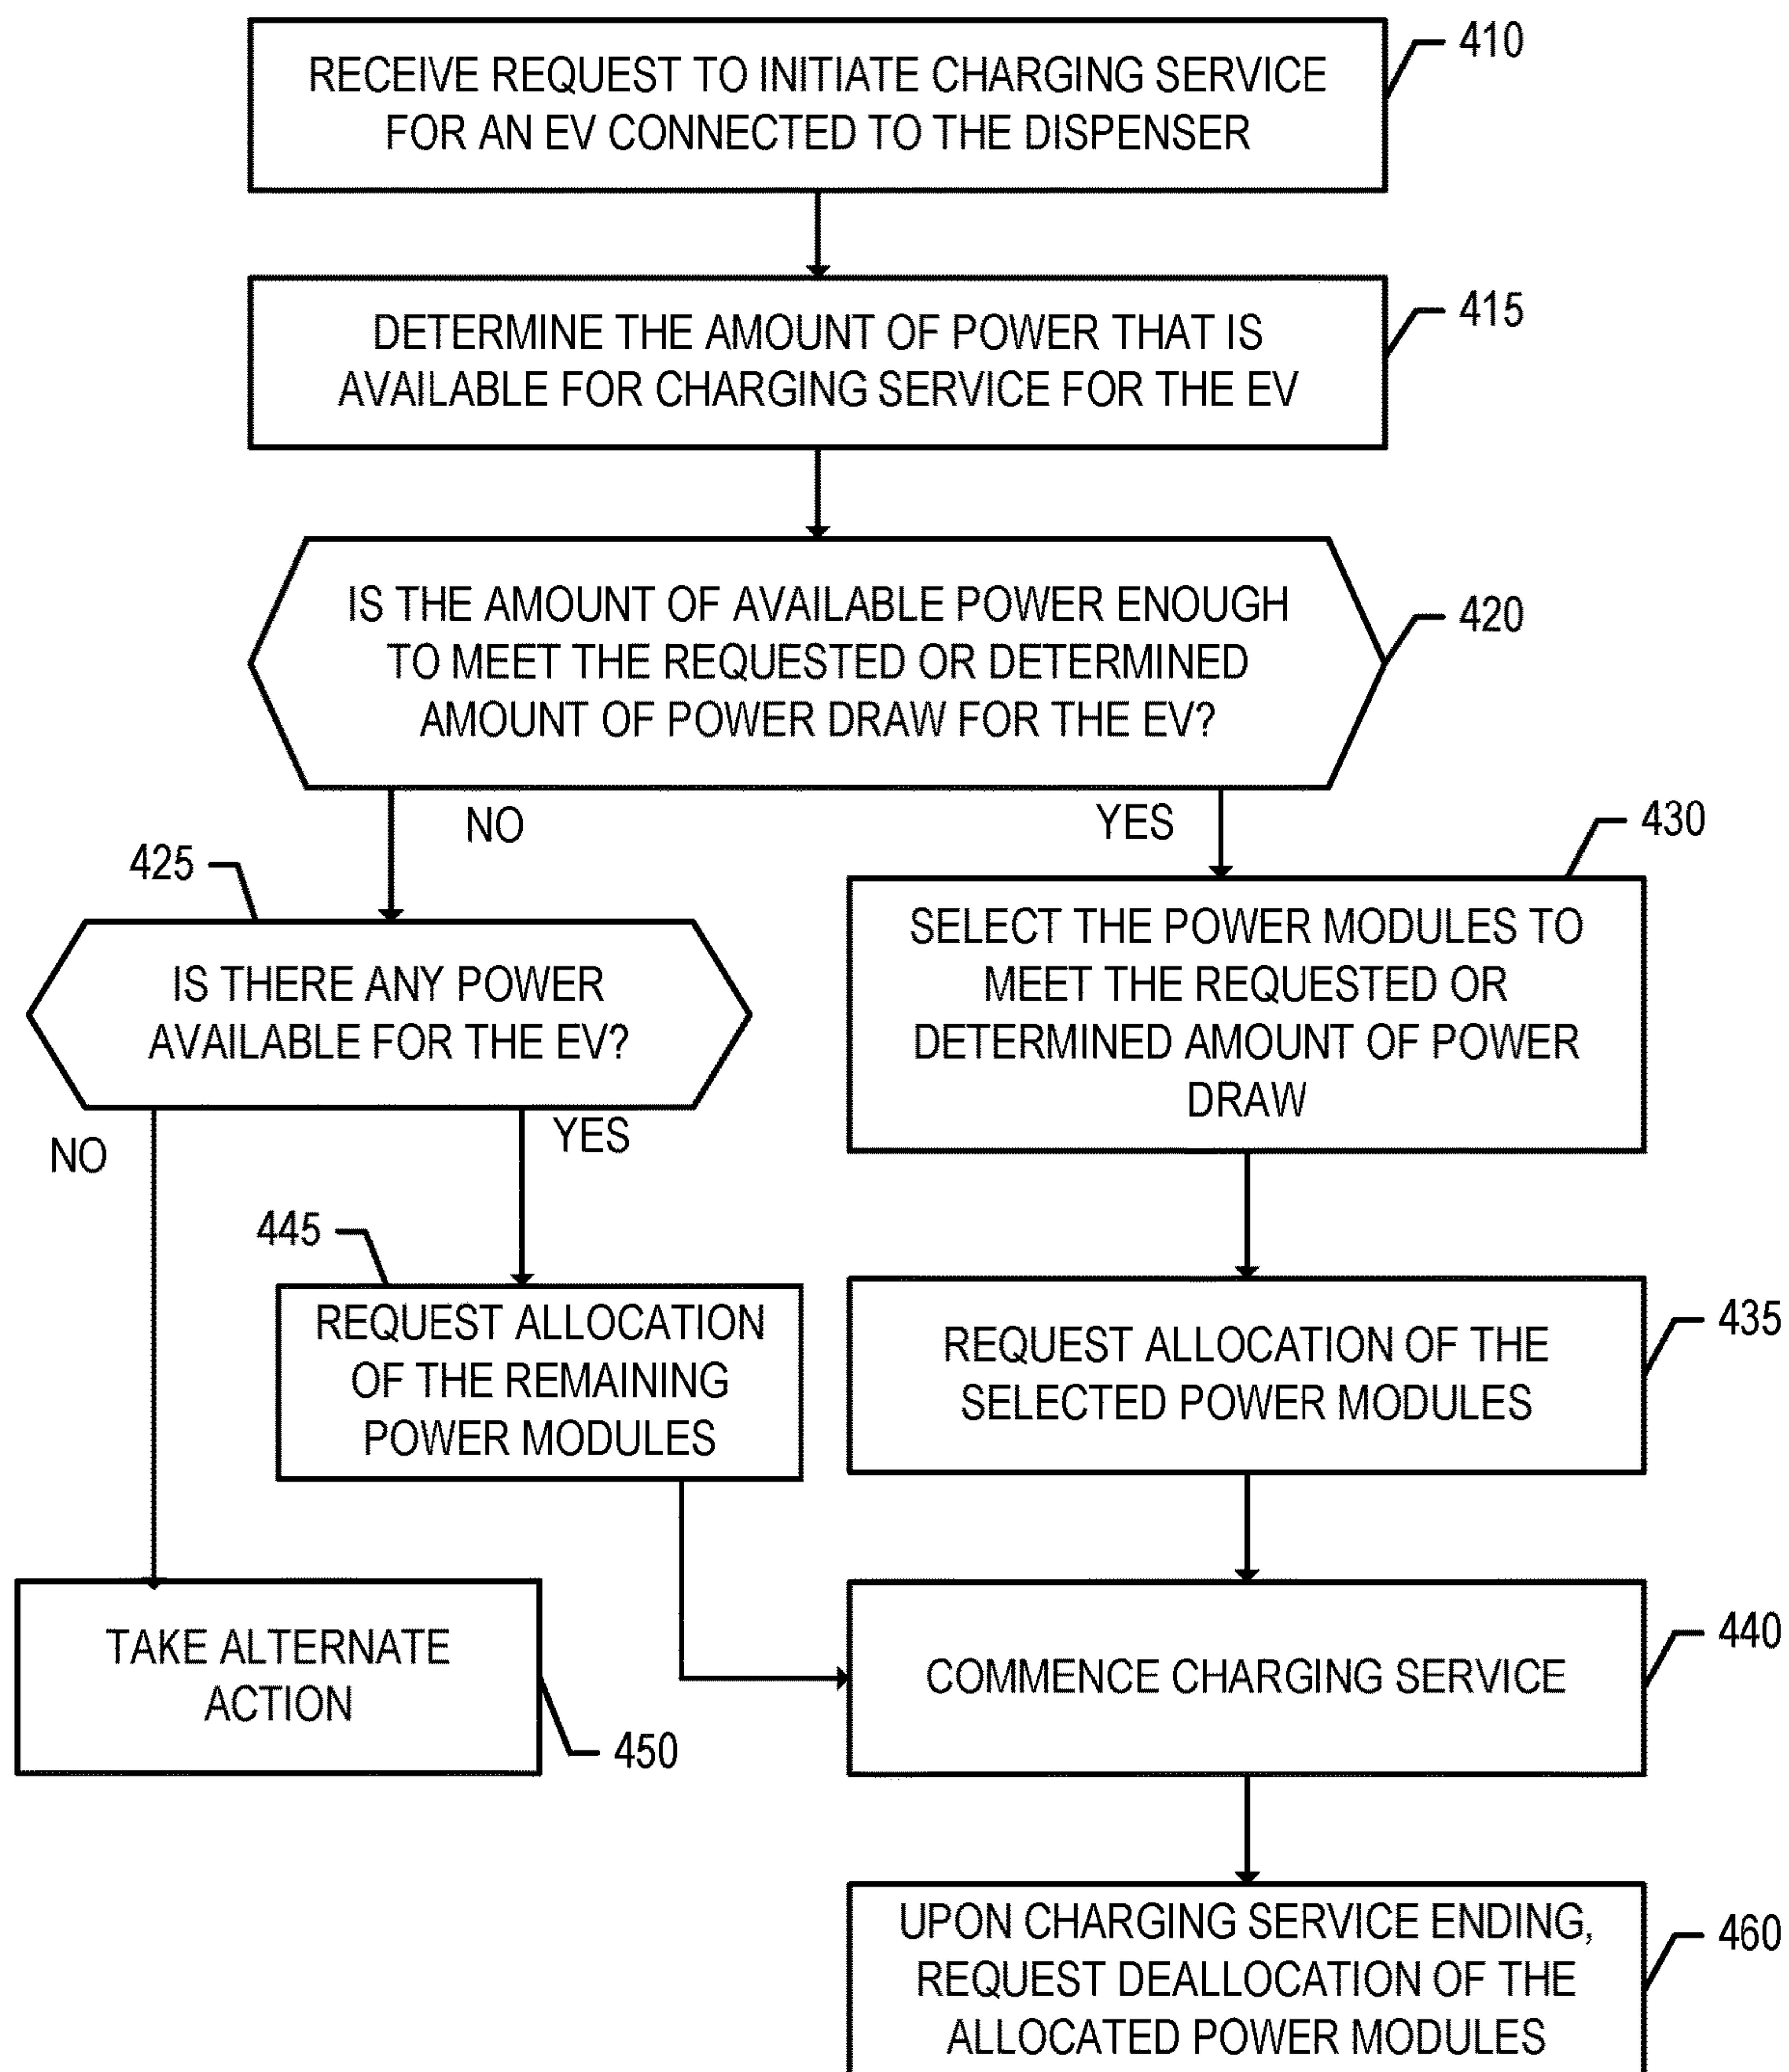 RECEIVE REQUEST TO INITIATE CHARGING SERVICE
FOR AN EV CONNECTED TO THE DISPENSER
410
DETERMINE THE AMOUNT OF POWER THAT IS
AVAILABLE FOR CHARGING SERVICE FOR THE EV
415
IS THE AMOUNT OF AVAILABLE POWER ENOUGH
TO MEET THE REQUESTED OR DETERMINED
AMOUNT OF POWER DRAW FOR THE EV?
420
NO
YES
425
IS THERE ANY POWER
AVAILABLE FOR THE EV?
430
SELECT THE POWER MODULES TO
MEET THE REQUESTED OR
DETERMINED AMOUNT OF POWER
DRAW
NO
YES
445
REQUEST ALLOCATION
OF THE REMAINING
POWER MODULES
REQUEST ALLOCATION OF THE
SELECTED POWER MODULES
435
TAKE ALTERNATE
ACTION
450
COMMENCE CHARGING SERVICE
440
UPON CHARGING SERVICE ENDING,
REQUEST DEALLOCATION OF THE
ALLOCATED POWER MODULES
460